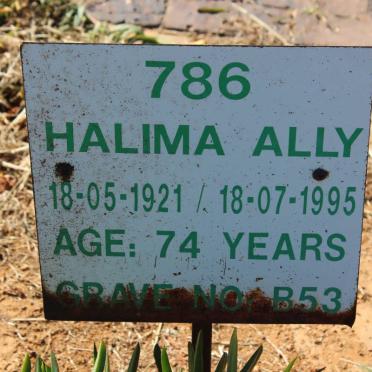 786
HALIMA ALLY
18-05-1921 / 18-07-1995
AGE: 74 YEARS
GRAVE NO. B53